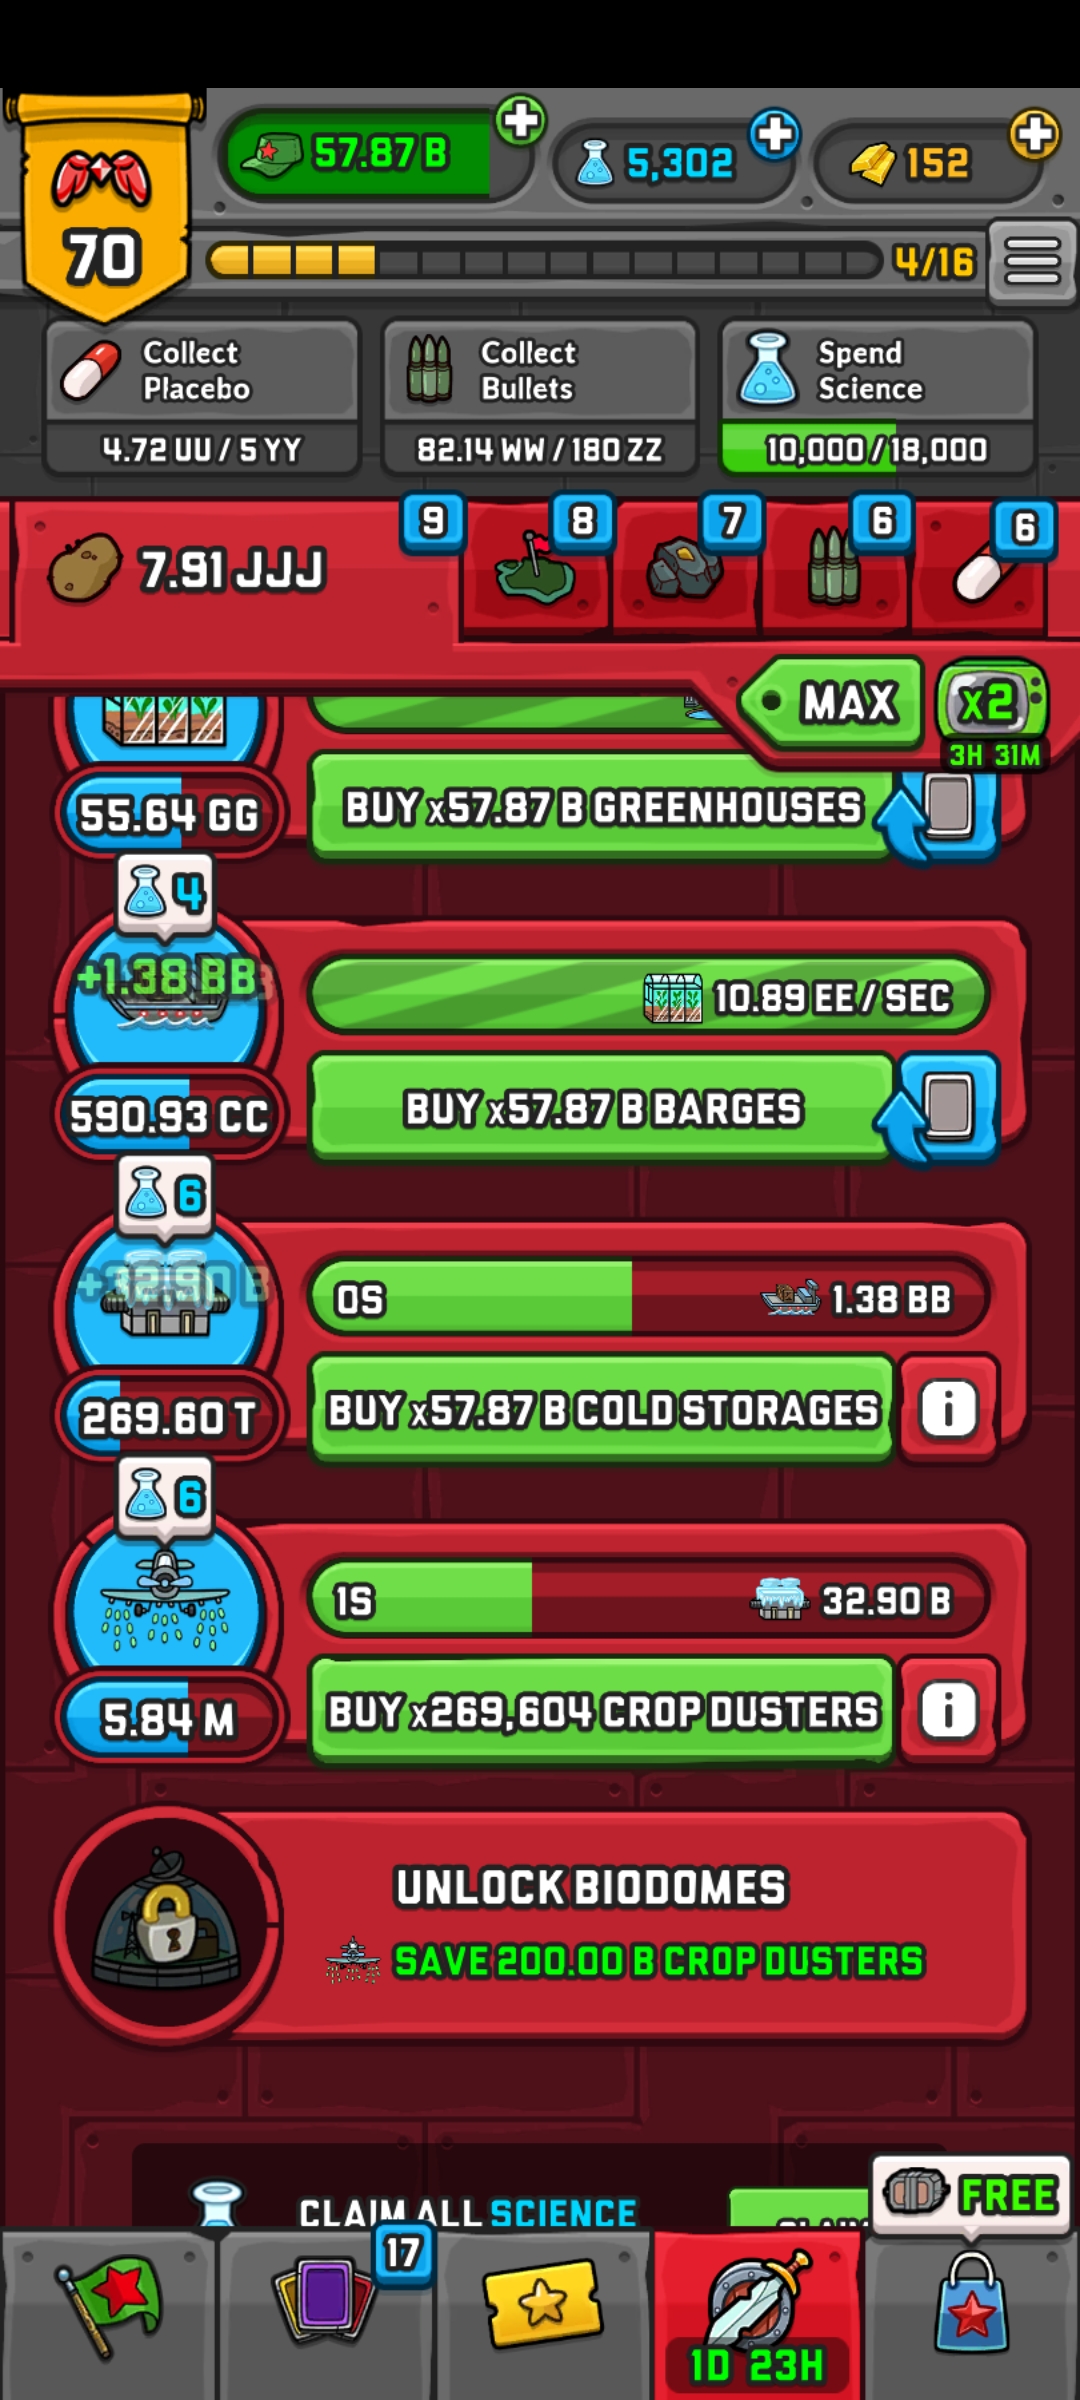 57.87 B
5,302
152
70
4/16
Collect
Placebo
4.72 UU / 5 YY
Collect
Bullets
82.14 WW / 180 ZZ
Spend
Science
10,000 / 18,000
7.91 JJJ
9
8
7
6
6
MAX
x2
3H 31M
55.64 GG
BUY x57.87 B GREENHOUSES
4
+1.38 BB
10.89 EE / SEC
590.93 CC
BUY x57.87 B BARGES
6
+32.90 B
0S
1.38 BB
269.60 T
BUY x57.87 B COLD STORAGES
i
6
1S
32.90 B
5.84 M
BUY x269,604 CROP DUSTERS
i
UNLOCK BIODOMES
SAVE 200.00 B CROP DUSTERS
CLAIM ALL SCIENCE
FREE
17
1D 23H